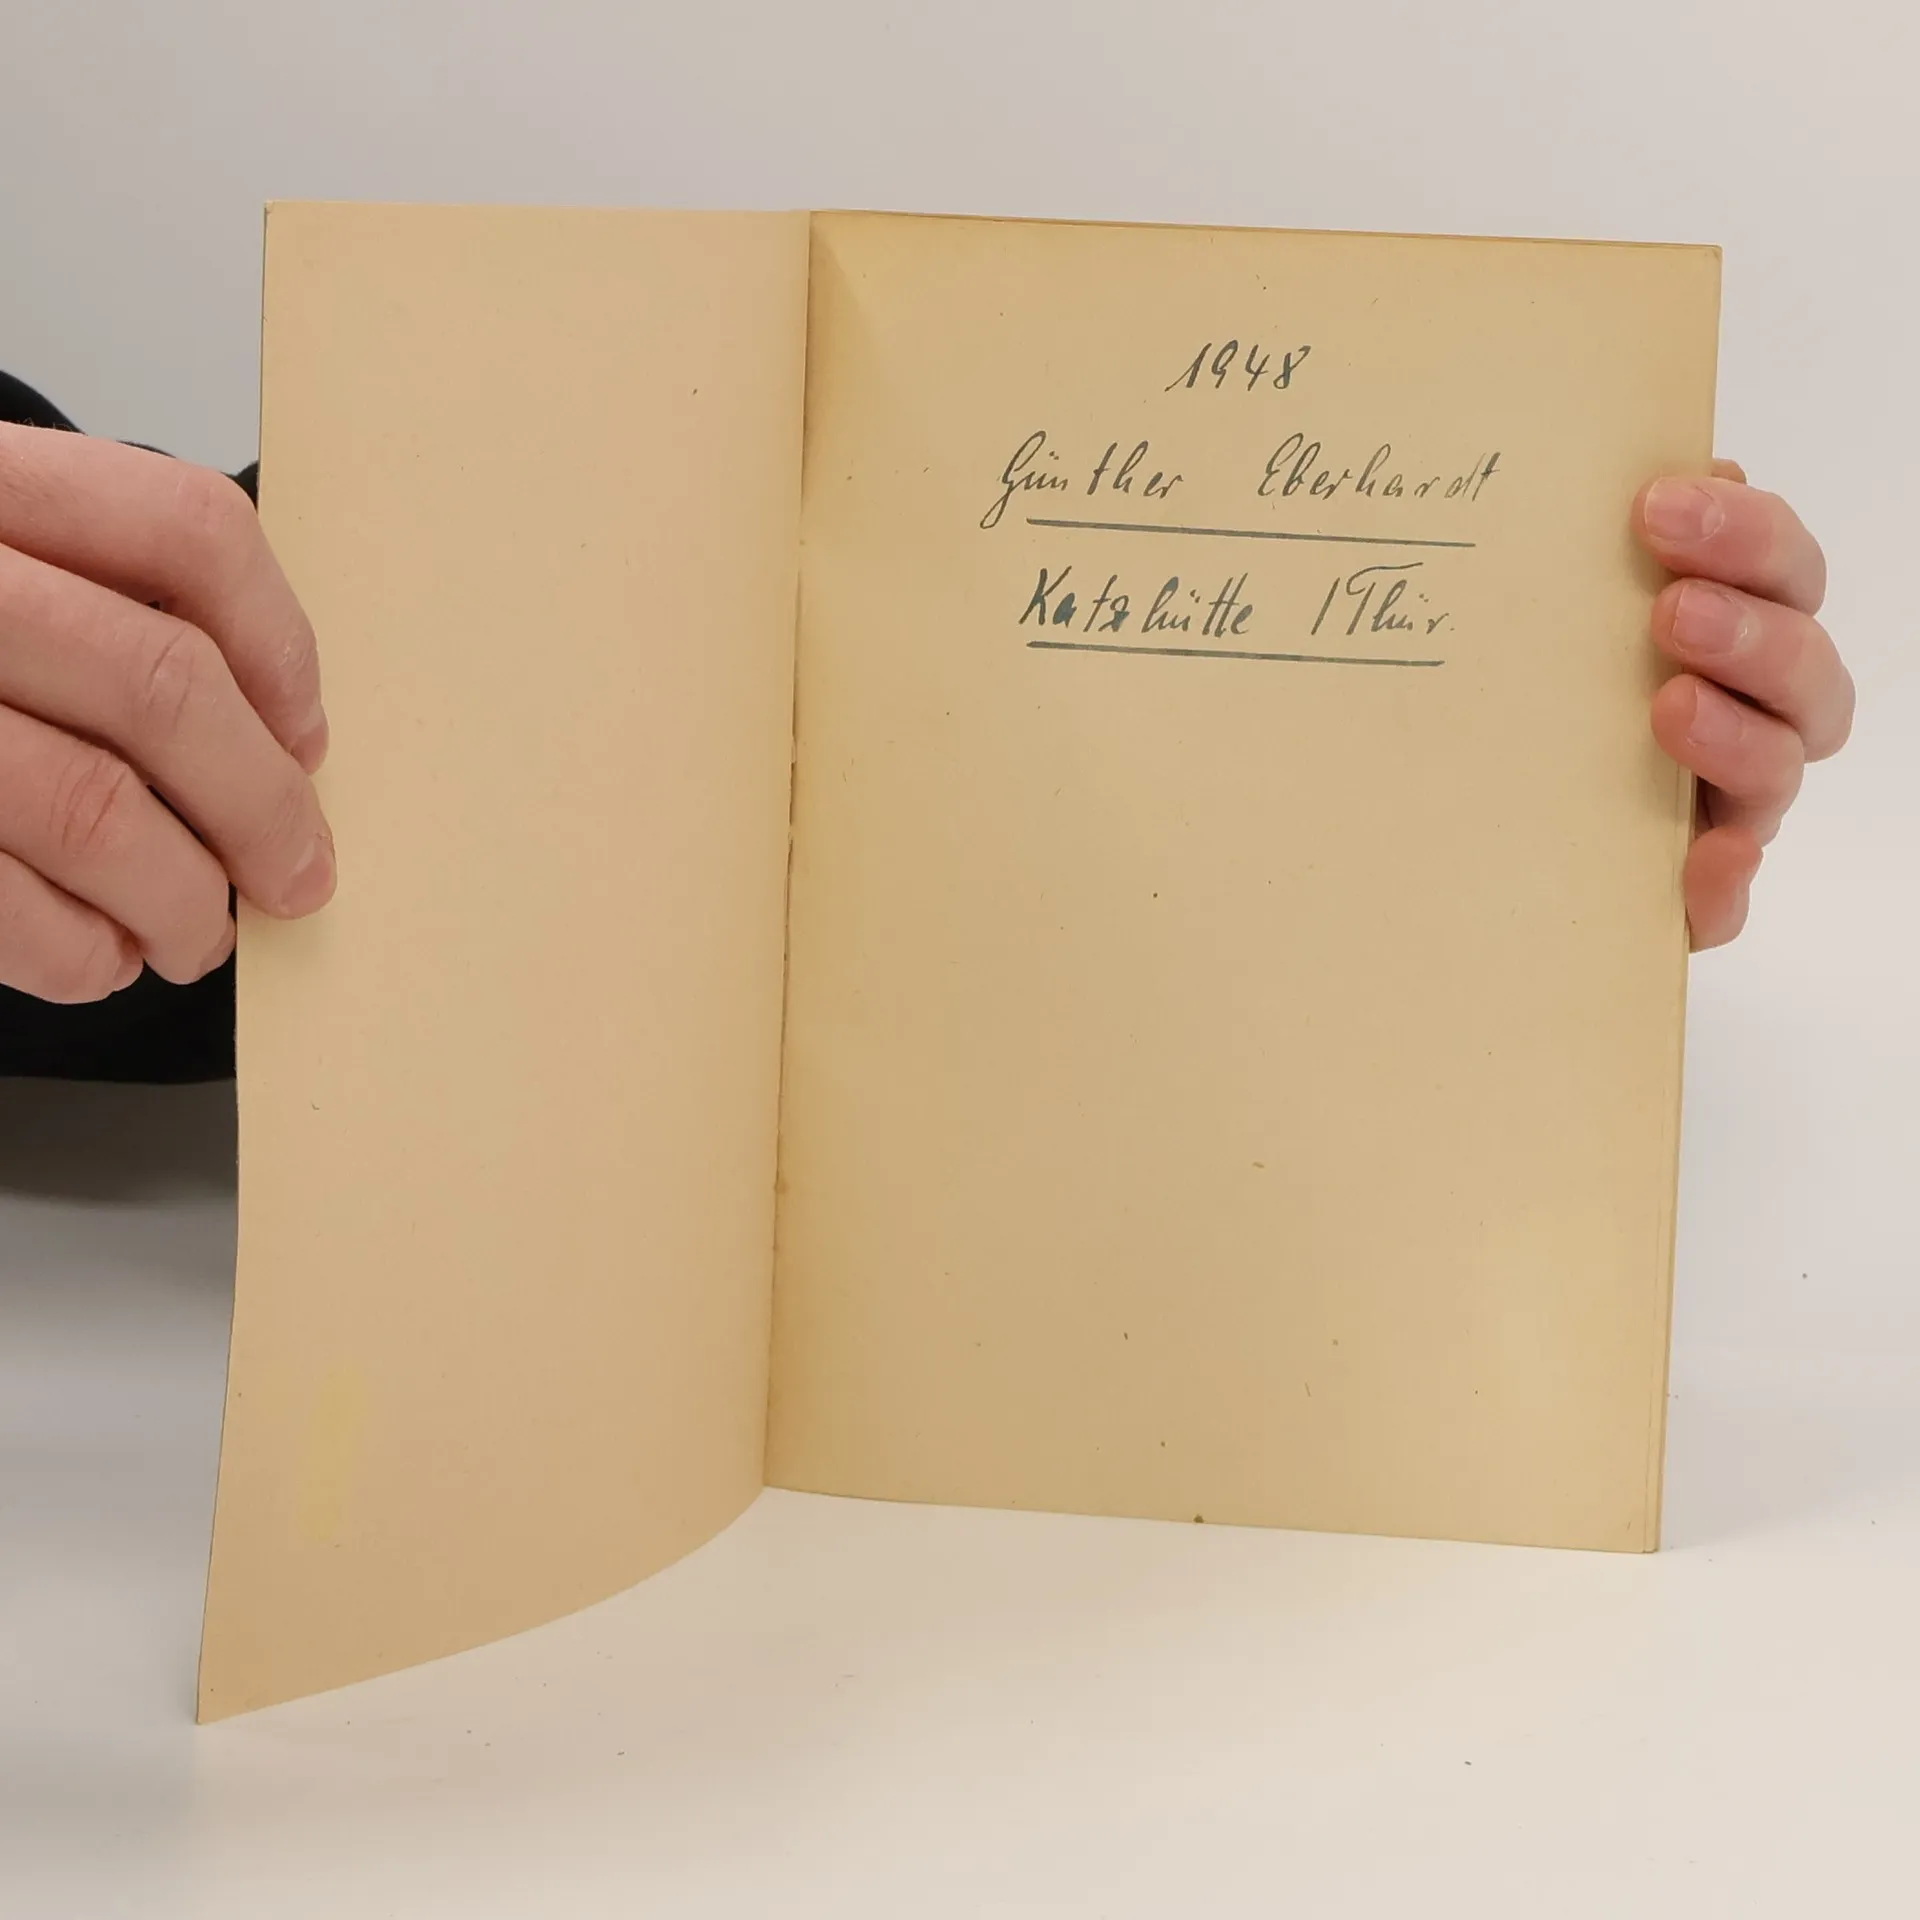 1948
Günther Eberhardt
Katzhütte / Thür.